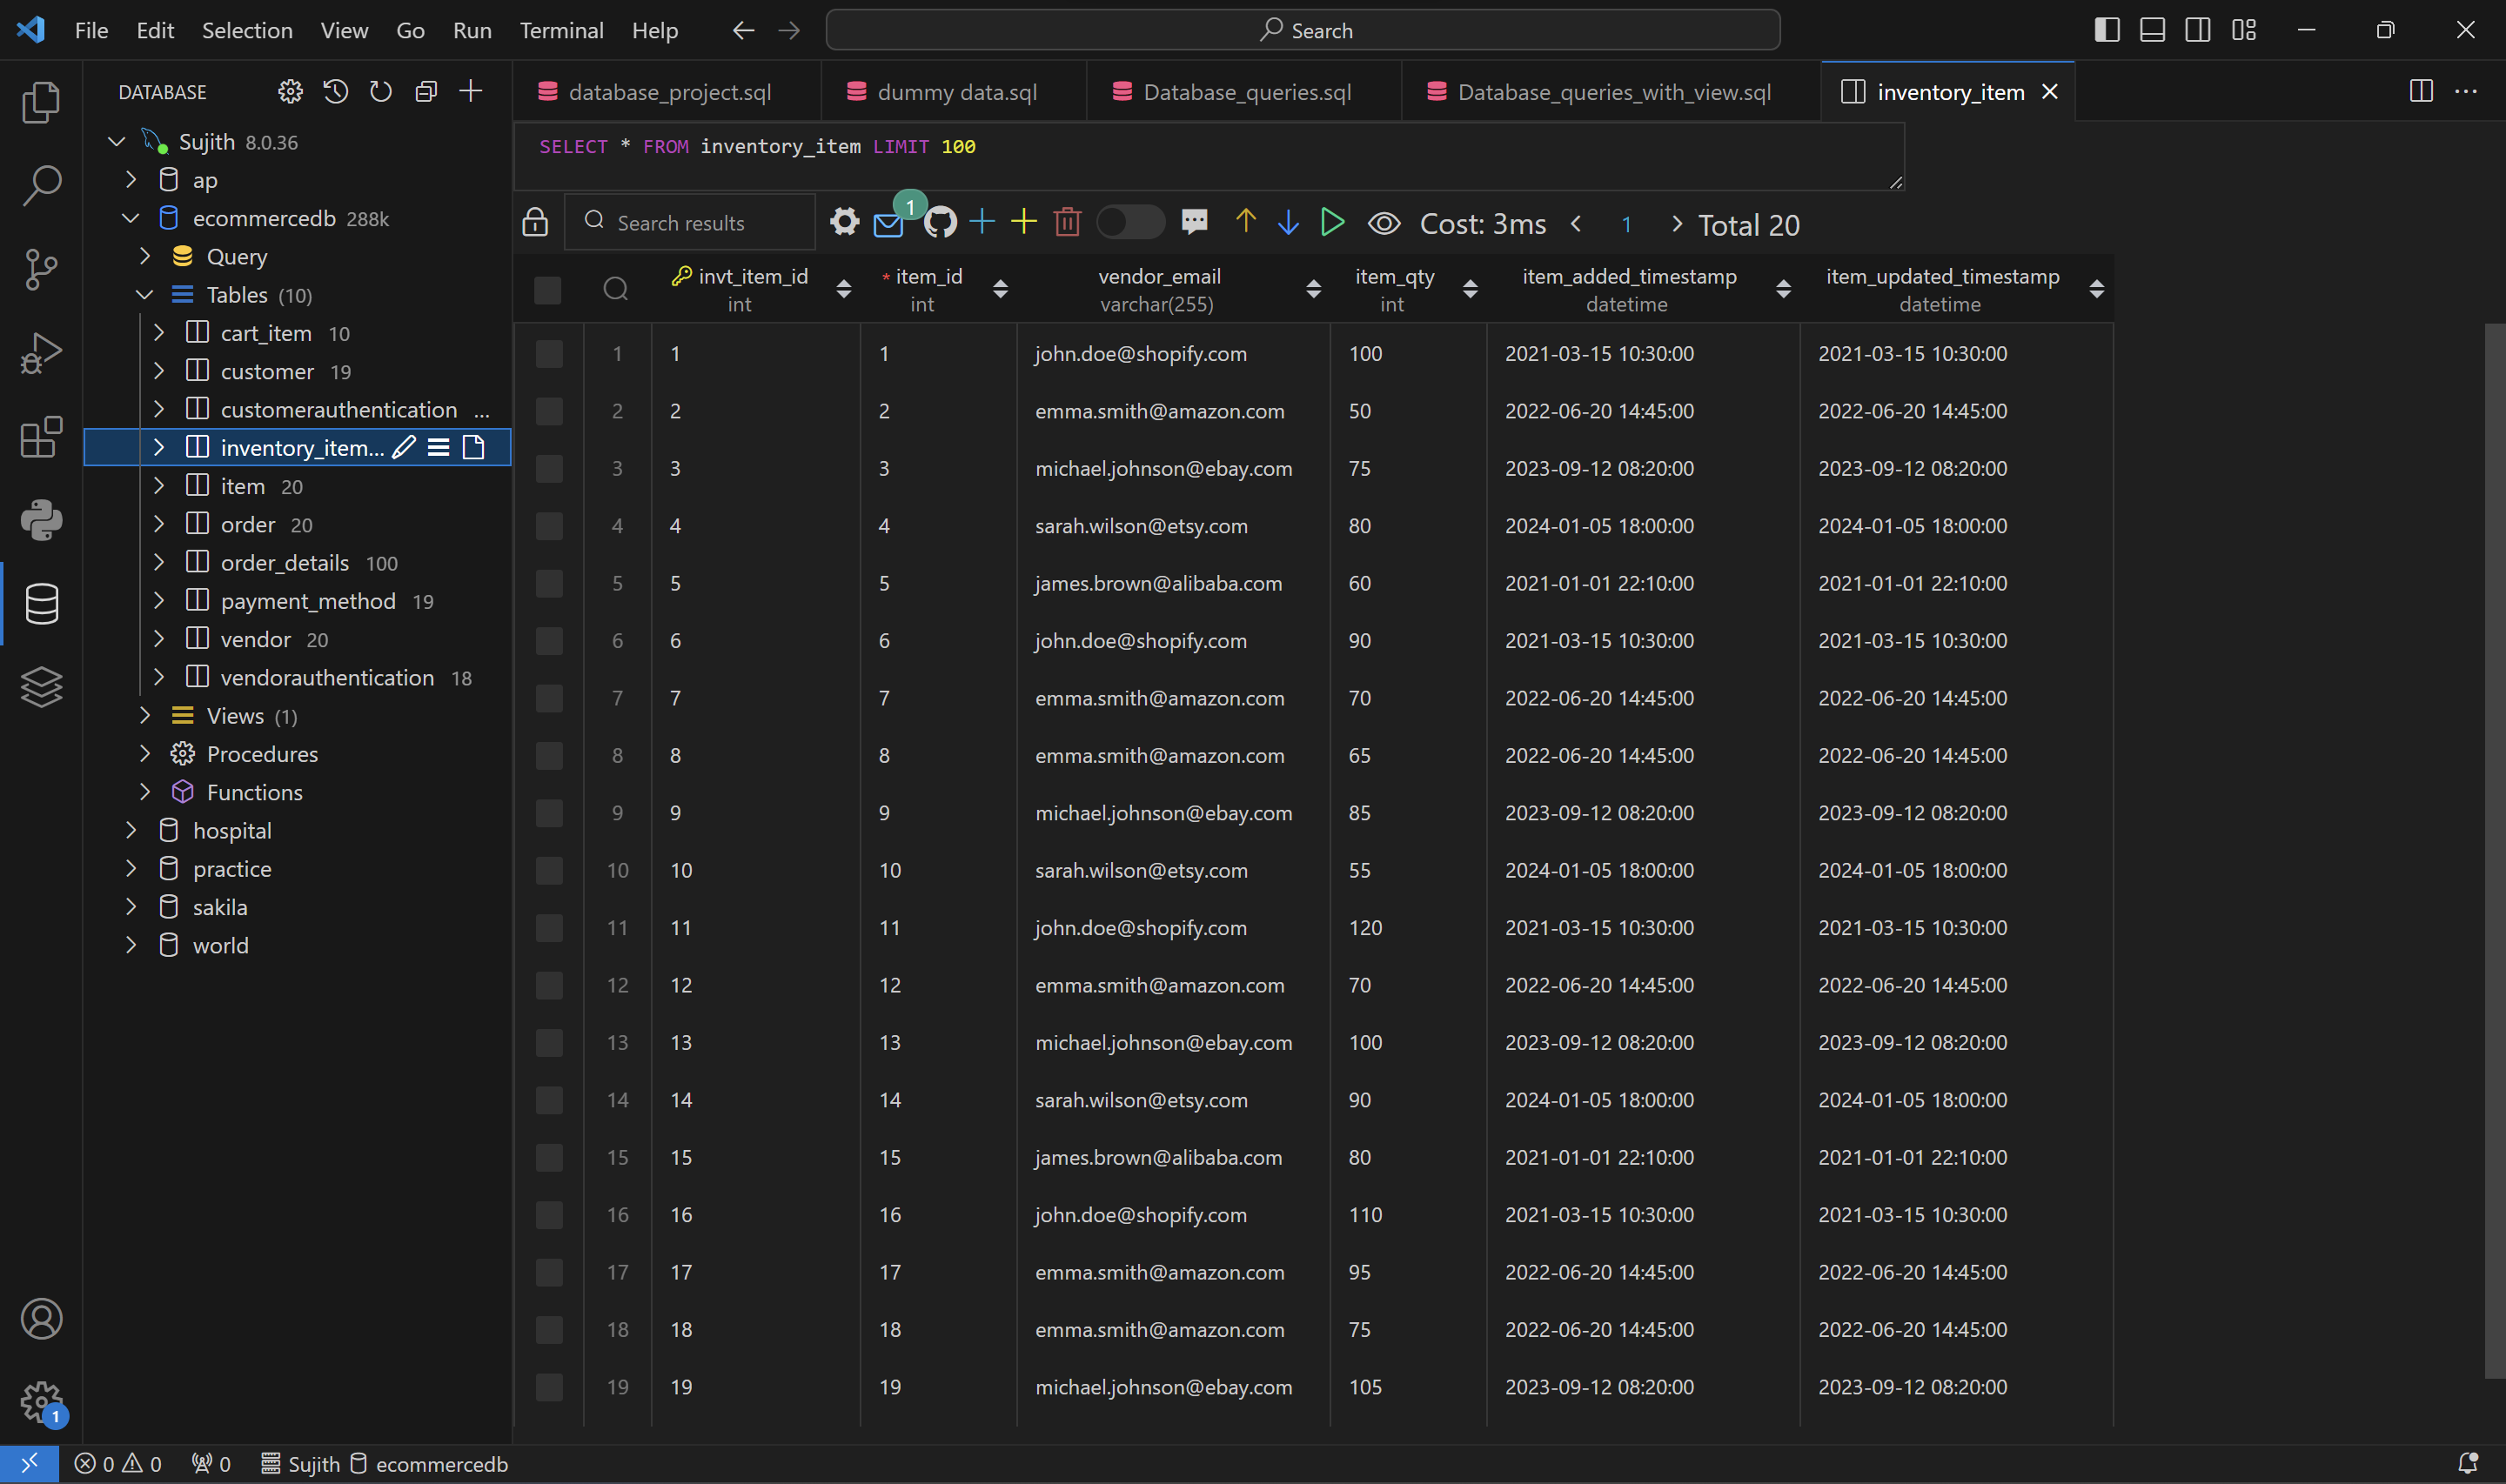 File Edit Selection View Go Run Terminal Help Search
DATABASE
Sujith 8.0.36
ap
ecommercedb 288k
Query
Tables (10)
cart_item 10
customer 19
customerauthentication ...
inventory_item...
item 20
order 20
order_details 100
payment_method 19
vendor 20
vendorauthentication 18
Views (1)
Procedures
Functions
hospital
practice
sakila
world
database_project.sql dummy data.sql Database_queries.sql Database_queries_with_view.sql inventory_item
SELECT * FROM inventory_item LIMIT 100
Search results 1 Cost: 3ms 1 Total 20
invt_item_id * item_id vendor_email item_qty item_added_timestamp item_updated_timestamp
int int varchar(255) int datetime datetime
1 1 1 john.doe@shopify.com 100 2021-03-15 10:30:00 2021-03-15 10:30:00
2 2 2 emma.smith@amazon.com 50 2022-06-20 14:45:00 2022-06-20 14:45:00
3 3 3 michael.johnson@ebay.com 75 2023-09-12 08:20:00 2023-09-12 08:20:00
4 4 4 sarah.wilson@etsy.com 80 2024-01-05 18:00:00 2024-01-05 18:00:00
5 5 5 james.brown@alibaba.com 60 2021-01-01 22:10:00 2021-01-01 22:10:00
6 6 6 john.doe@shopify.com 90 2021-03-15 10:30:00 2021-03-15 10:30:00
7 7 7 emma.smith@amazon.com 70 2022-06-20 14:45:00 2022-06-20 14:45:00
8 8 8 emma.smith@amazon.com 65 2022-06-20 14:45:00 2022-06-20 14:45:00
9 9 9 michael.johnson@ebay.com 85 2023-09-12 08:20:00 2023-09-12 08:20:00
10 10 10 sarah.wilson@etsy.com 55 2024-01-05 18:00:00 2024-01-05 18:00:00
11 11 11 john.doe@shopify.com 120 2021-03-15 10:30:00 2021-03-15 10:30:00
12 12 12 emma.smith@amazon.com 70 2022-06-20 14:45:00 2022-06-20 14:45:00
13 13 13 michael.johnson@ebay.com 100 2023-09-12 08:20:00 2023-09-12 08:20:00
14 14 14 sarah.wilson@etsy.com 90 2024-01-05 18:00:00 2024-01-05 18:00:00
15 15 15 james.brown@alibaba.com 80 2021-01-01 22:10:00 2021-01-01 22:10:00
16 16 16 john.doe@shopify.com 110 2021-03-15 10:30:00 2021-03-15 10:30:00
17 17 17 emma.smith@amazon.com 95 2022-06-20 14:45:00 2022-06-20 14:45:00
18 18 18 emma.smith@amazon.com 75 2022-06-20 14:45:00 2022-06-20 14:45:00
19 19 19 michael.johnson@ebay.com 105 2023-09-12 08:20:00 2023-09-12 08:20:00
1
0 0 0 Sujith ecommercedb